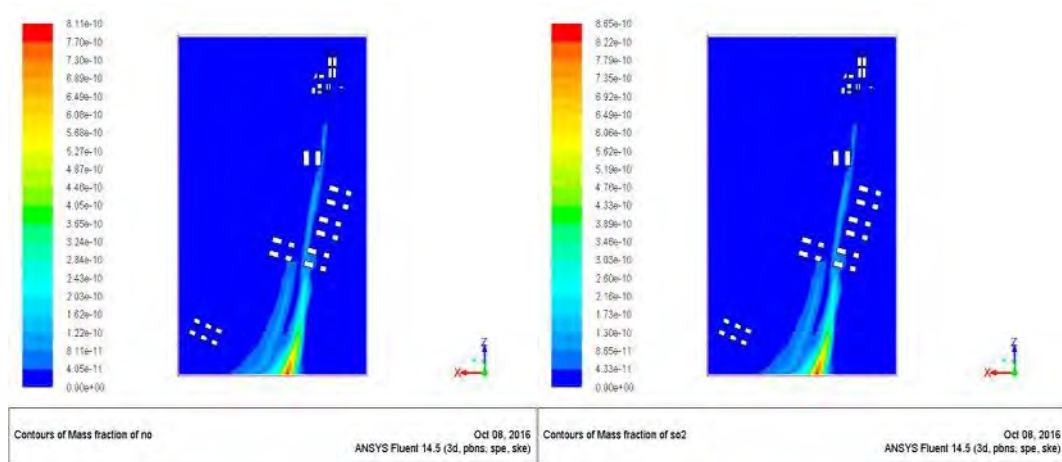 8.11e-10
7.70e-10
7.30e-10
6.89e-10
6.49e-10
6.08e-10
5.68e-10
5.27e-10
4.87e-10
4.46e-10
4.05e-10
3.65e-10
3.24e-10
2.84e-10
2.43e-10
2.03e-10
1.62e-10
1.22e-10
8.11e-11
4.05e-11
0.00e+00
Z
X
Contours of Mass fraction of no
Oct 08, 2016
ANSYS Fluent 14.5 (3d, pbns, spe, ske)
8.65e-10
8.22e-10
7.79e-10
7.35e-10
6.92e-10
6.49e-10
6.06e-10
5.62e-10
5.19e-10
4.76e-10
4.33e-10
3.89e-10
3.46e-10
3.03e-10
2.60e-10
2.16e-10
1.73e-10
1.30e-10
8.65e-11
4.33e-11
0.00e+00
Z
X
Contours of Mass fraction of so2
Oct 08, 2016
ANSYS Fluent 14.5 (3d, pbns, spe, ske)